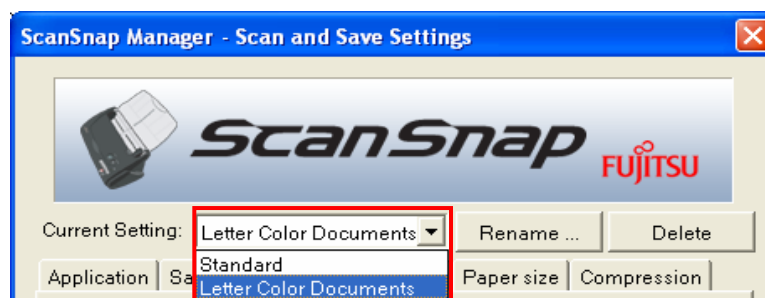 ScanSnap Manager - Scan and Save Settings
ScanSnap
FUJITSU
Current Setting: Letter Color Documents Rename ... Delete
Application Sa Paper size Compression
Standard
Letter Color Documents